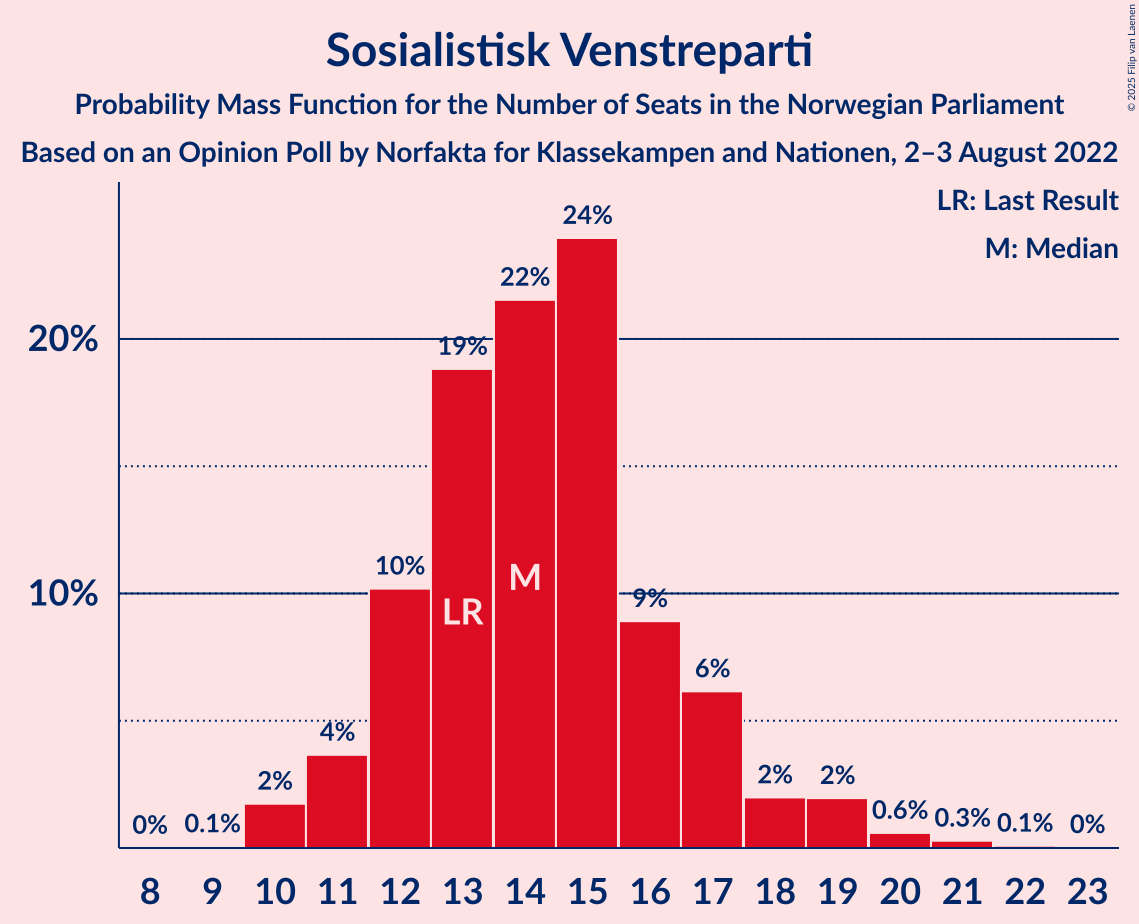 © 2025 Filip van Laenen
Sosialistisk Venstreparti
Probability Mass Function for the Number of Seats in the Norwegian Parliament
Based on an Opinion Poll by Norfakta for Klassekampen and Nationen, 2–3 August 2022
LR: Last Result
M: Median
20%
10%
0% 0.1% 2% 4% 10% 19% 22% 24% 9% 6% 2% 2% 0.6% 0.3% 0.1% 0%
LR M
8 9 10 11 12 13 14 15 16 17 18 19 20 21 22 23